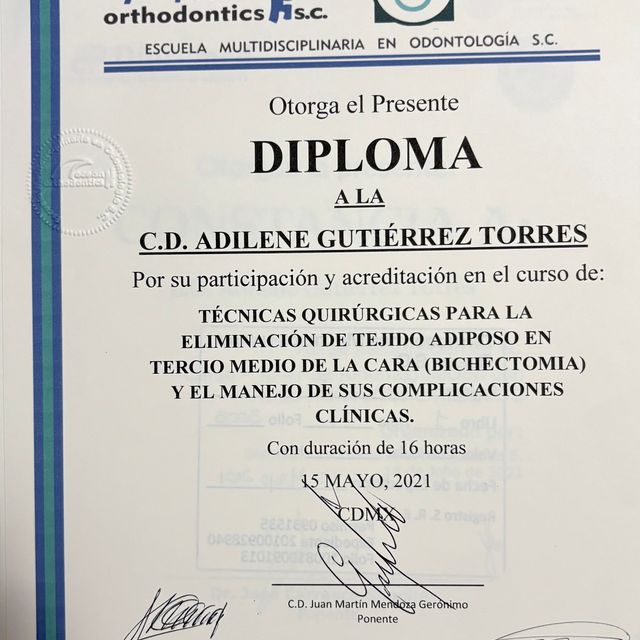 orthodontics s.c.
ESCUELA MULTIDISCIPLINARIA EN ODONTOLOGÍA S.C.
Otorga el Presente
DIPLOMA
A LA
C.D. ADILENE GUTIÉRREZ TORRES
Por su participación y acreditación en el curso de:
TÉCNICAS QUIRÚRGICAS PARA LA
ELIMINACIÓN DE TEJIDO ADIPOSO EN
TERCIO MEDIO DE LA CARA (BICHECTOMIA)
Y EL MANEJO DE SUS COMPLICACIONES
CLÍNICAS.
Con duración de 16 horas
15 MAYO, 2021
CDMX
C.D. Juan Martín Mendoza Gerónimo
Ponente